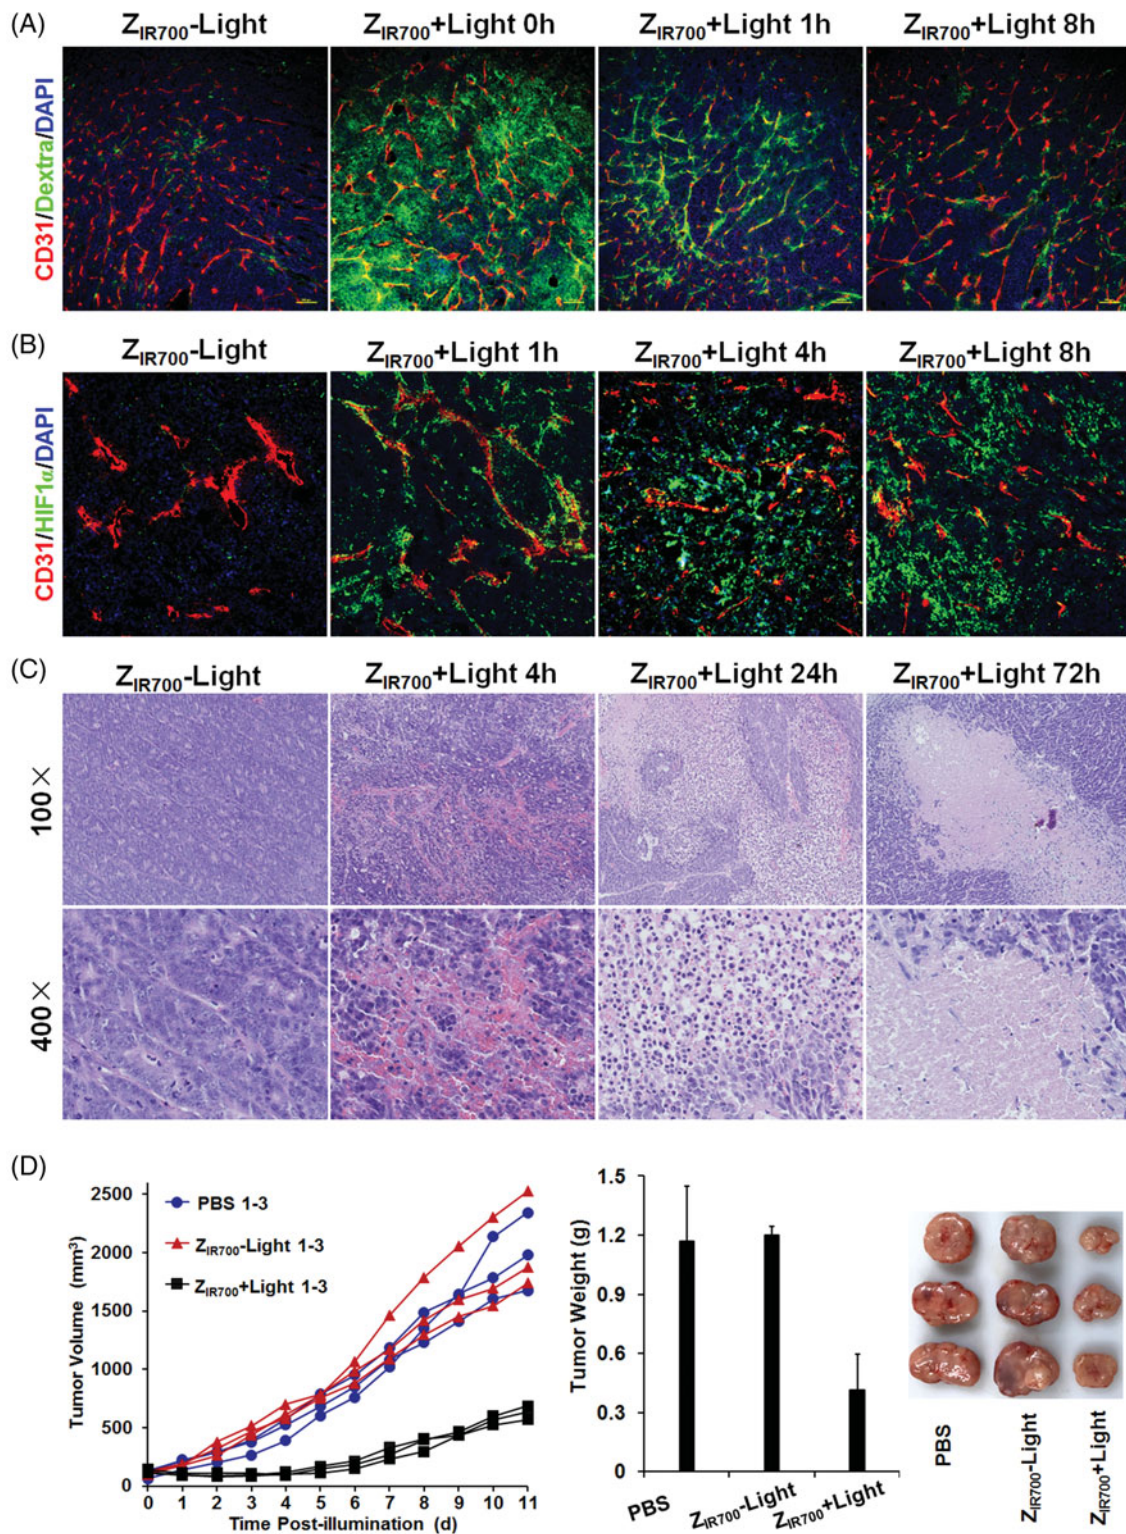 (A)
ZIR700-Light
ZIR700+Light 0h
ZIR700+Light 1h
ZIR700+Light 8h
CD31/Dextra/DAPI
(B)
ZIR700-Light
ZIR700+Light 1h
ZIR700+Light 4h
ZIR700+Light 8h
CD31/HIF1α/DAPI
(C)
ZIR700-Light
ZIR700+Light 4h
ZIR700+Light 24h
ZIR700+Light 72h
100×
400×
(D)
Tumor Volume (mm3)
2500
2000
1500
1000
500
0
PBS 1-3
ZIR700-Light 1-3
ZIR700+Light 1-3
0 1 2 3 4 5 6 7 8 9 10 11
Time Post-illumination (d)
Tumor Weight (g)
1.5
1.2
0.9
0.6
0.3
0
PBS
ZIR700-Light
ZIR700+Light
PBS
ZIR700-Light
ZIR700+Light